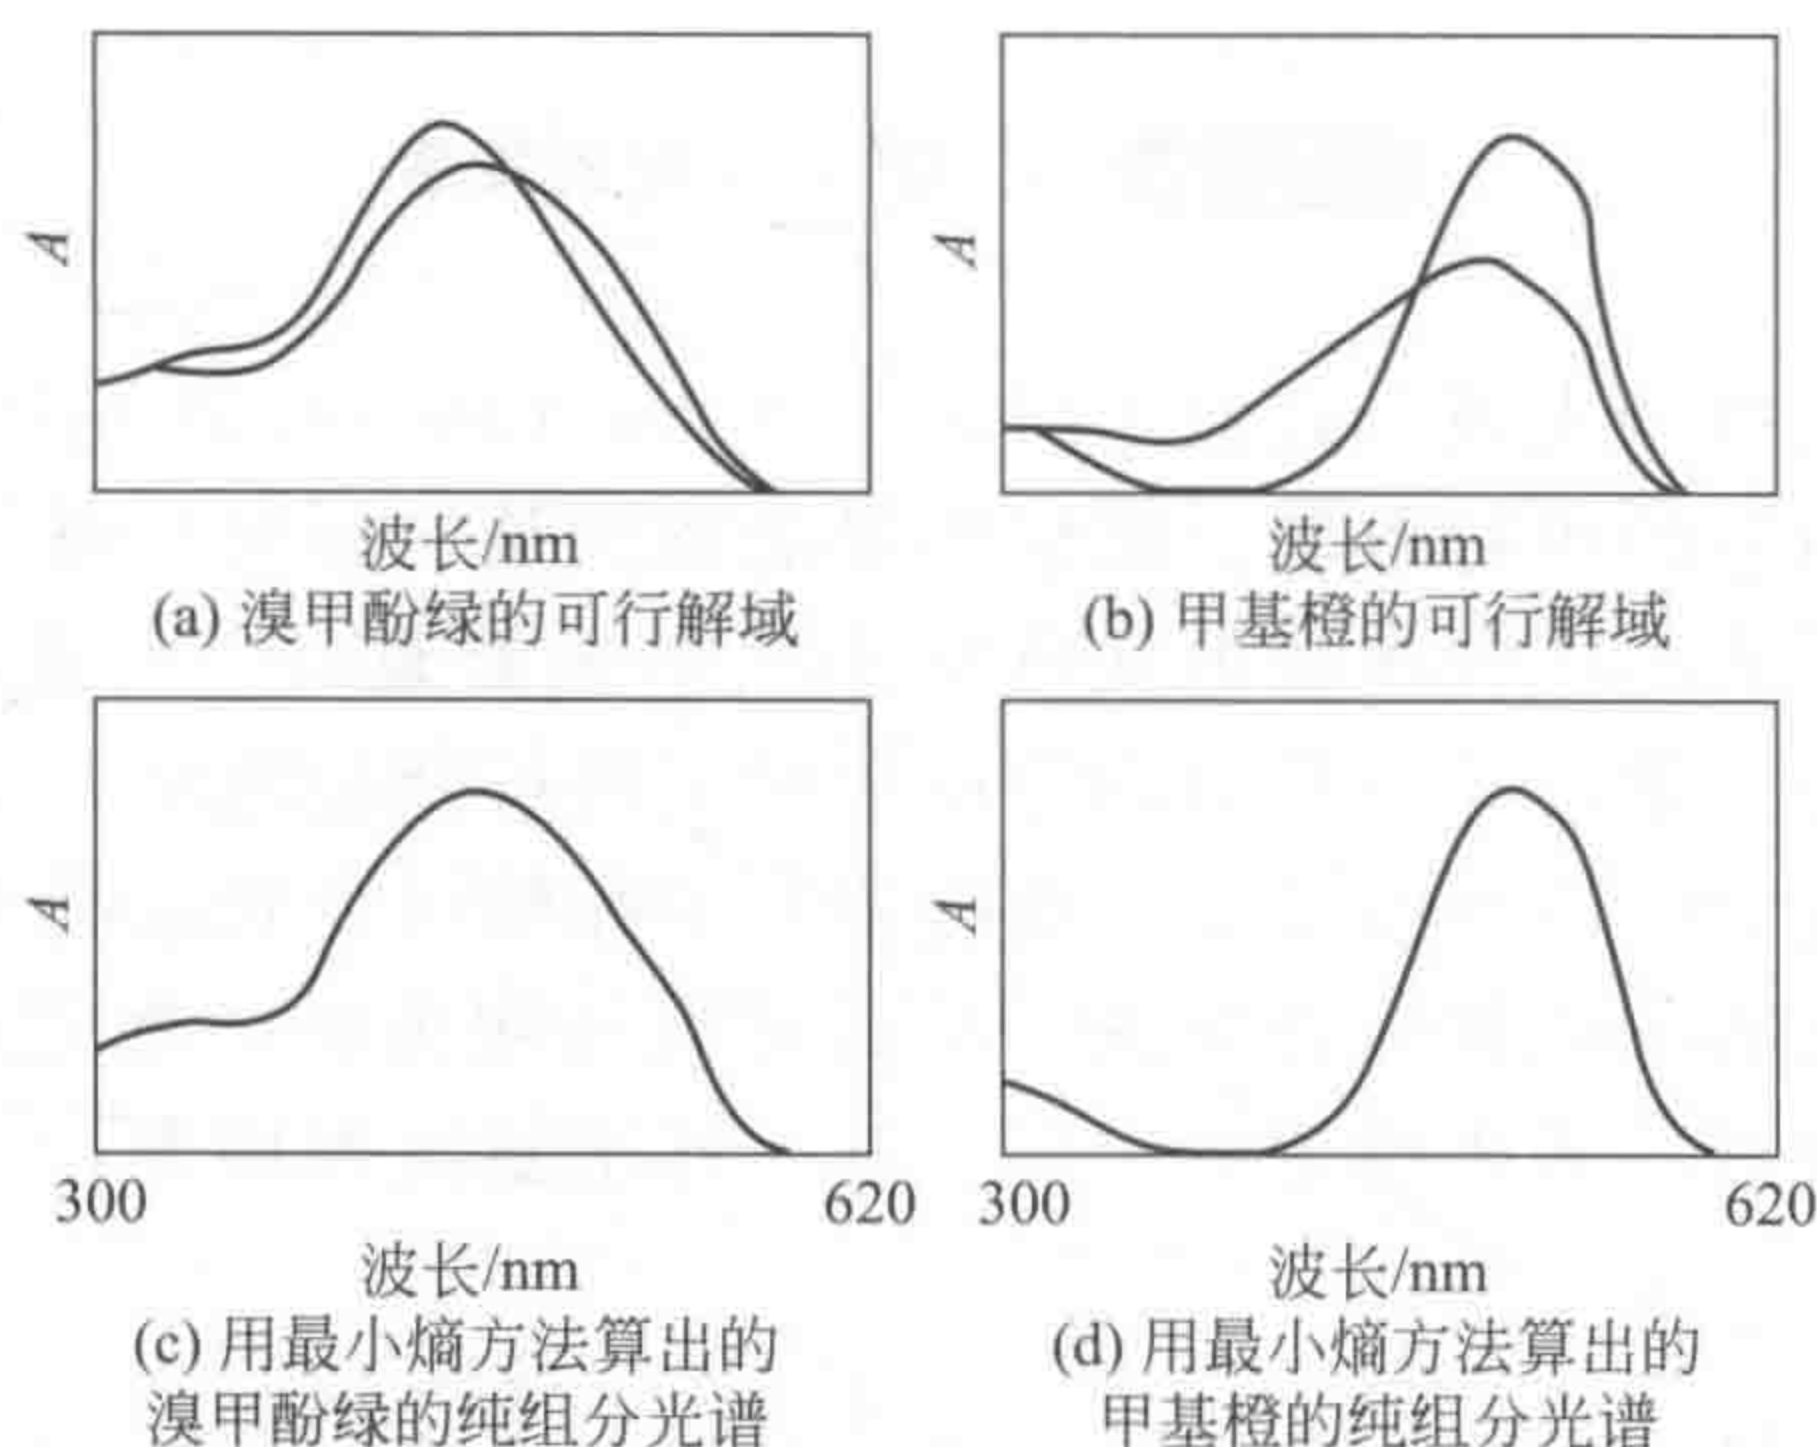 A
A
波长/nm
波长/nm
(a) 溴甲酚绿的可行解域
(b) 甲基橙的可行解域
A
A
300
620
300
620
波长/nm
波长/nm
(c) 用最小熵方法算出的
溴甲酚绿的纯组分光谱
(d) 用最小熵方法算出的
甲基橙的纯组分光谱